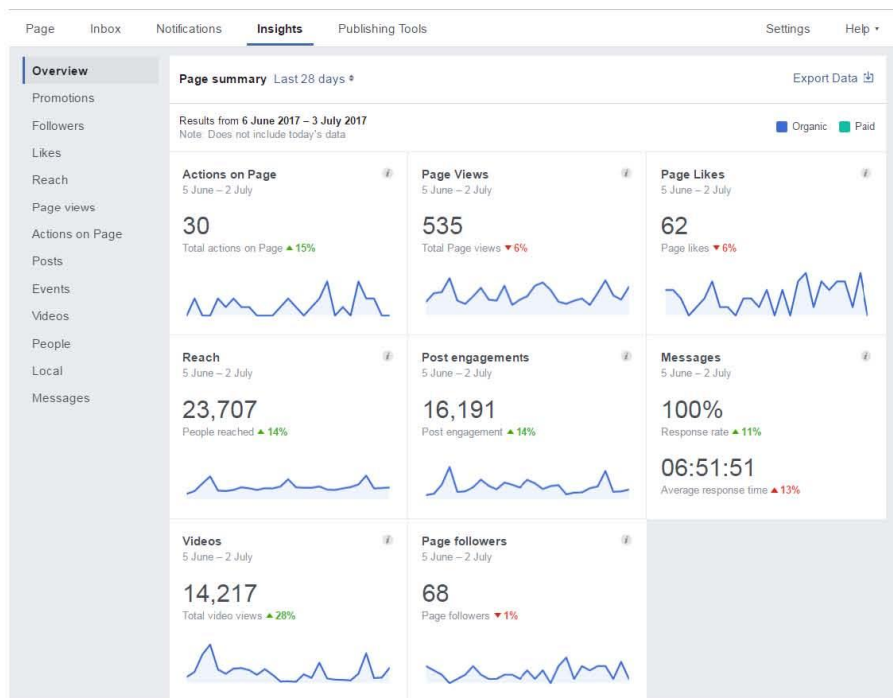 Page Inbox Notifications Insights Publishing Tools Settings Help
Overview
Promotions
Followers
Likes
Reach
Page views
Actions on Page
Posts
Events
Videos
People
Local
Messages
Page summary Last 28 days Export Data
Results from 6 June 2017 – 3 July 2017
Note: Does not include today's data
Organic Paid
Actions on Page i
5 June – 2 July
30
Total actions on Page ▲ 15%
Page Views i
5 June – 2 July
535
Total Page views ▼ 6%
Page Likes i
5 June – 2 July
62
Page likes ▼ 6%
Reach i
5 June – 2 July
23,707
People reached ▲ 14%
Post engagements i
5 June – 2 July
16,191
Post engagement ▲ 14%
Messages i
5 June – 2 July
100%
Response rate ▲ 11%
06:51:51
Average response time ▲ 13%
Videos i
5 June – 2 July
14,217
Total video views ▲ 28%
Page followers i
5 June – 2 July
68
Page followers ▼ 1%